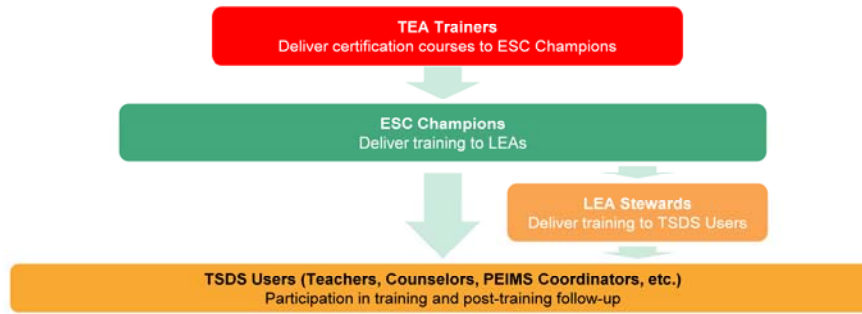 TEA Trainers
Deliver certification courses to ESC Champions
ESC Champions
Deliver training to LEAs
LEA Stewards
Deliver training to TSDS Users
TSDS Users (Teachers, Counselors, PEIMS Coordinators, etc.)
Participation in training and post-training follow-up